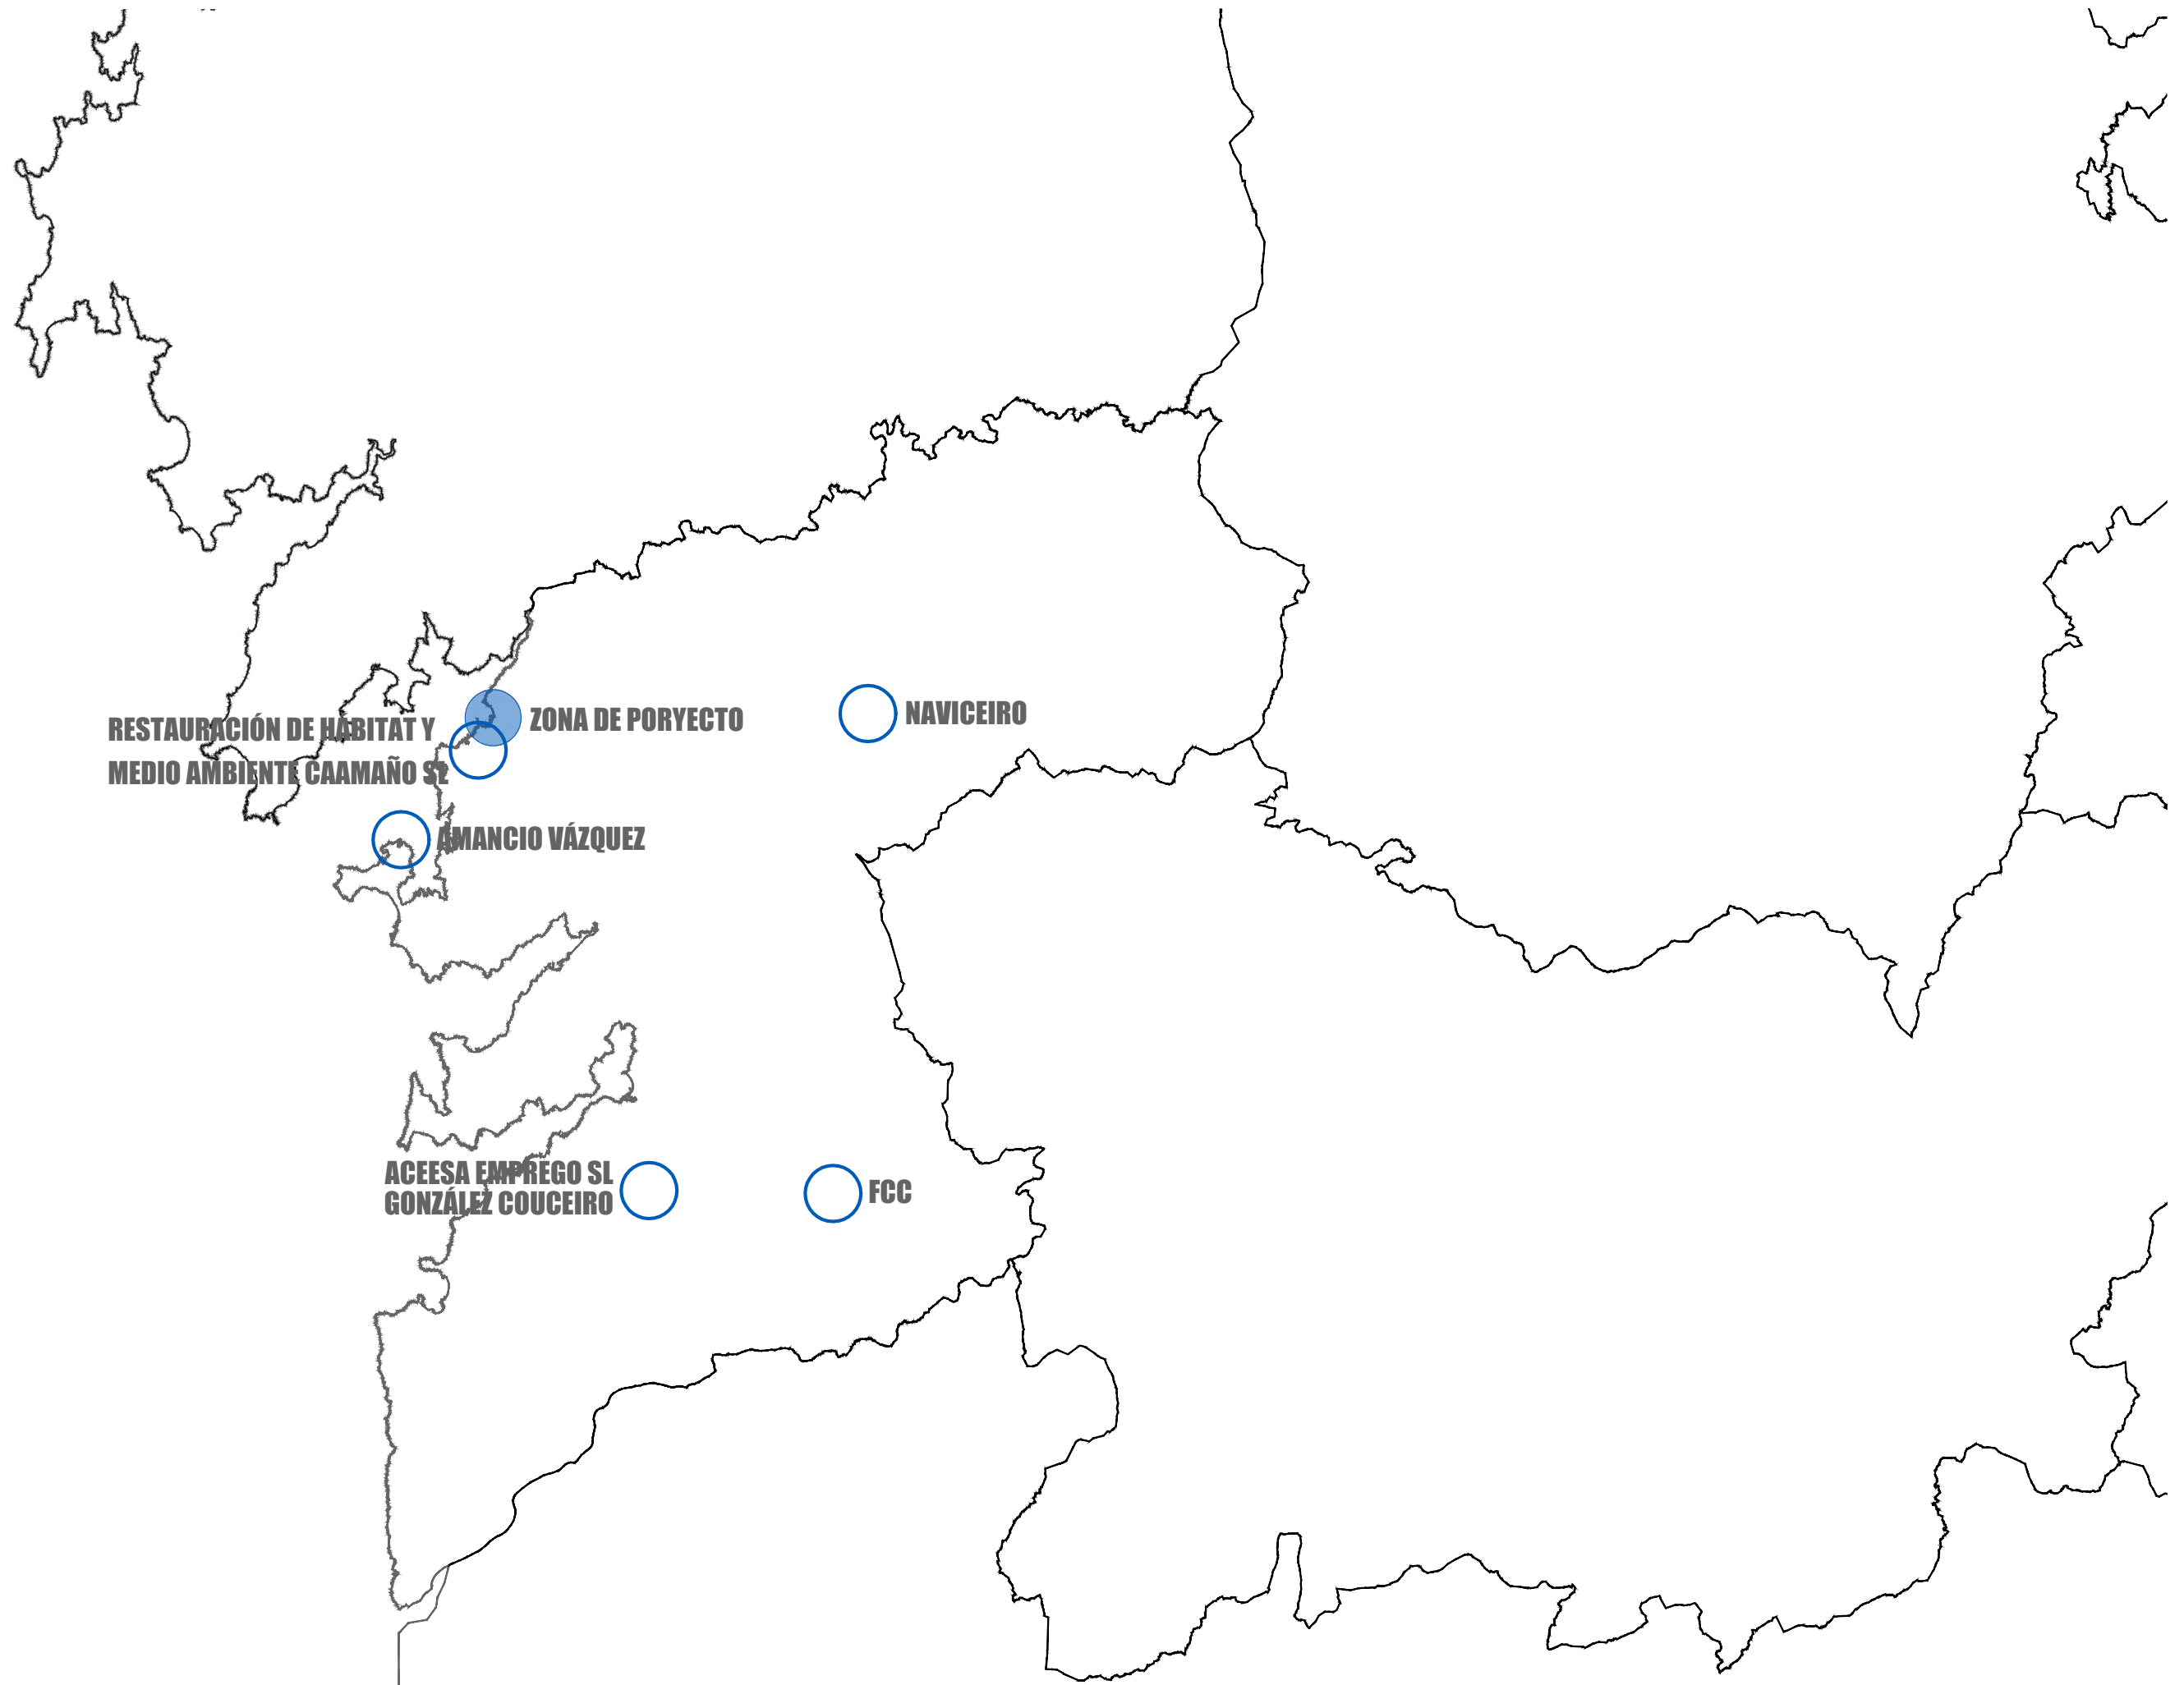 RESTAURACIÓN DE HÁBITAT Y
MEDIO AMBIENTE CAAMAÑO SL
ZONA DE PORYECTO
NAVICEIRO
AMANCIO VÁZQUEZ
ACEESA EMPREGO SL
GONZÁLEZ COUCEIRO
FCC